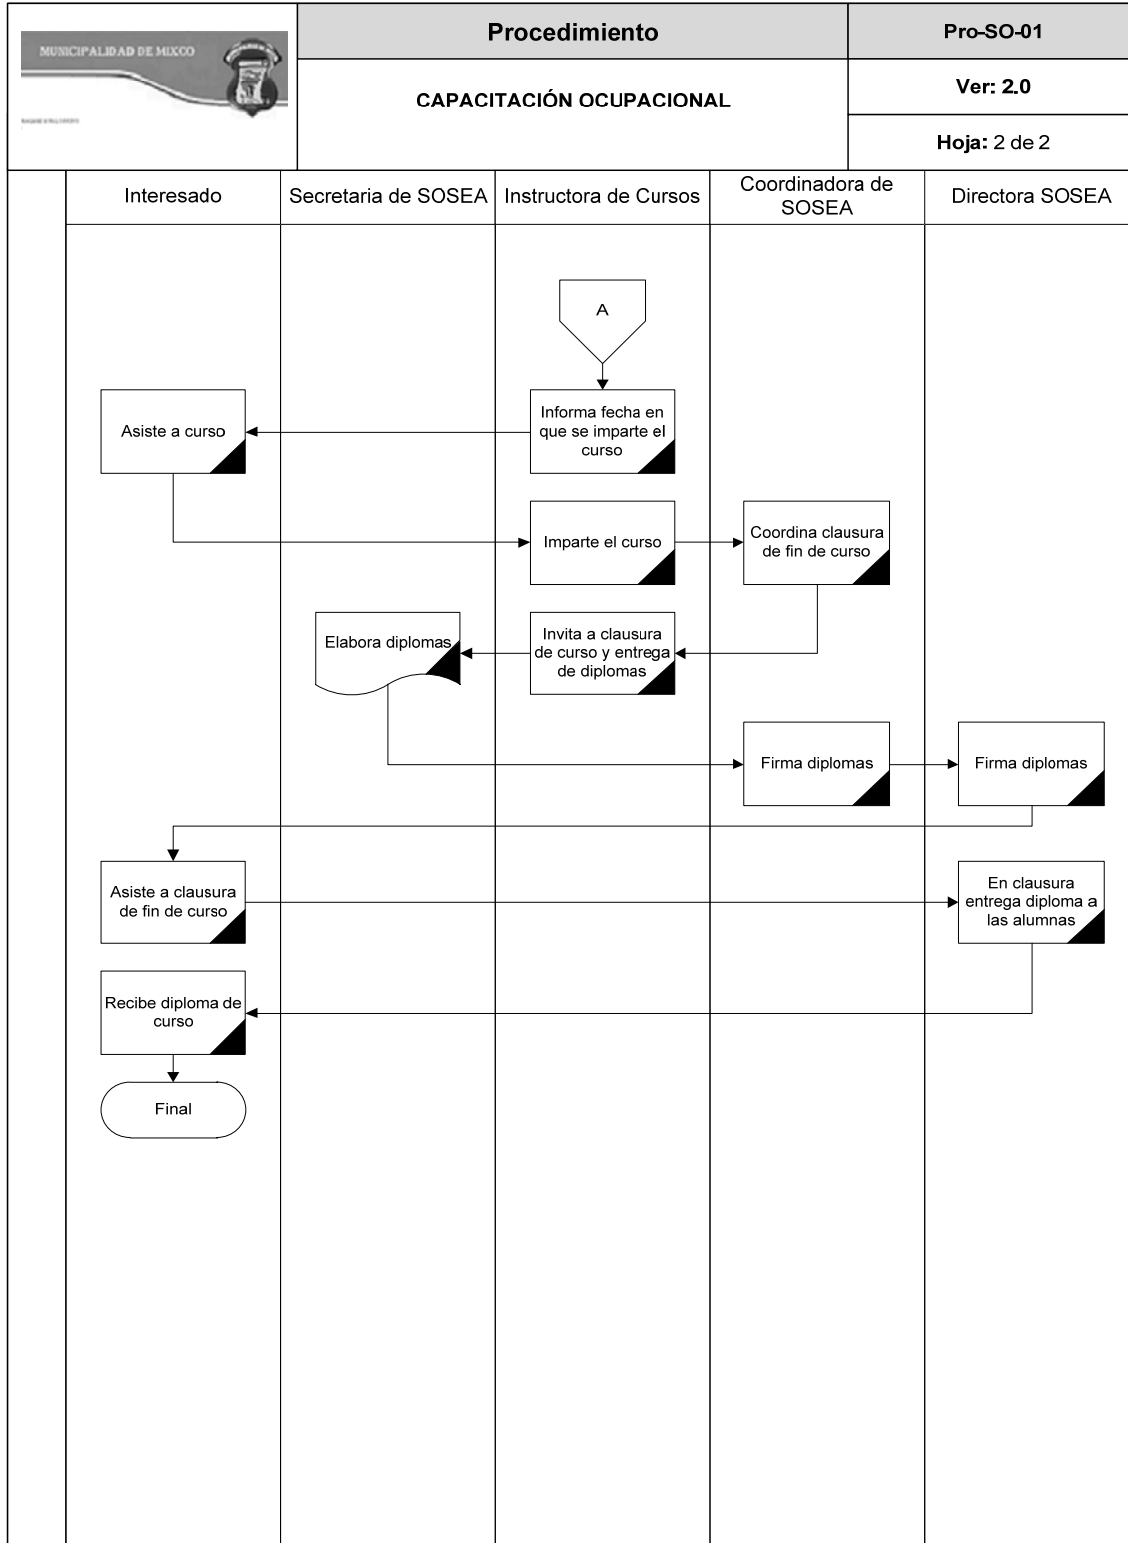 MUNICIPALIDAD DE MIXCO
Procedimiento
Pro-SO-01
CAPACITACIÓN OCUPACIONAL
Ver: 2.0
Hoja: 2 de 2
Interesado
Secretaria de SOSEA
Instructora de Cursos
Coordinadora de
SOSEA
Directora SOSEA
A
Informa fecha en
que se imparte el
curso
Asiste a curso
Imparte el curso
Coordina clausura
de fin de curso
Invita a clausura
de curso y entrega
de diplomas
Elabora diplomas
Firma diplomas
Firma diplomas
Asiste a clausura
de fin de curso
En clausura
entrega diploma a
las alumnas
Recibe diploma de
curso
Final